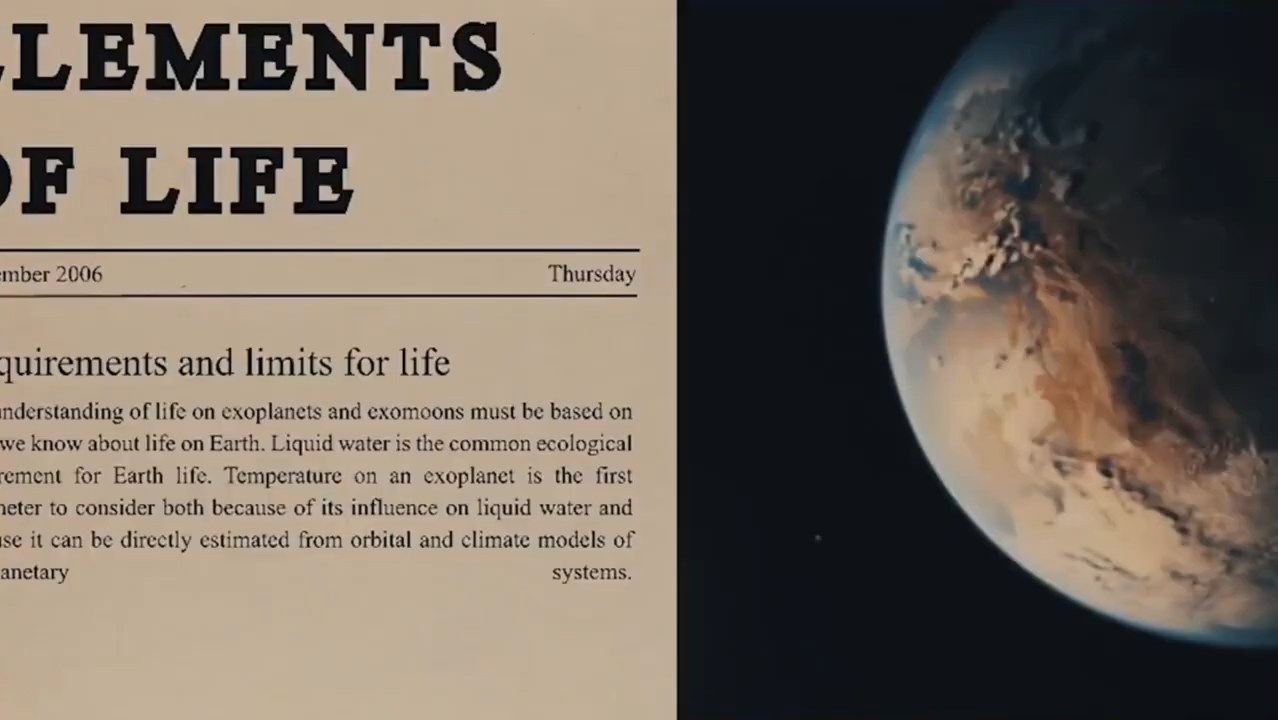 LEMENTS
OF LIFE
ember 2006 Thursday
quirements and limits for life
understanding of life on exoplanets and exomoons must be based on
we know about life on Earth. Liquid water is the common ecological
rement for Earth life. Temperature on an exoplanet is the first
neter to consider both because of its influence on liquid water and
use it can be directly estimated from orbital and climate models of
anetary systems.